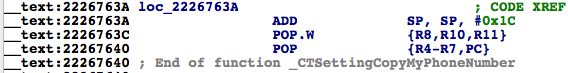 __text:2226763A loc_2226763A ; CODE XREF
__text:2226763A ADD SP, SP, #0x1C
__text:2226763C POP.W {R8,R10,R11}
__text:22267640 POP {R4-R7,PC}
__text:22267640 ; End of function _CTSettingCopyMyPhoneNumber